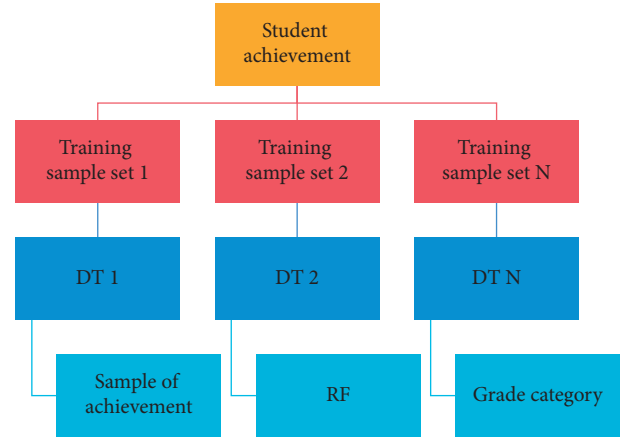 Student
achievement
Training
sample set 1
Training
sample set 2
Training
sample set N
DT 1
DT 2
DT N
Sample of
achievement
RF
Grade category